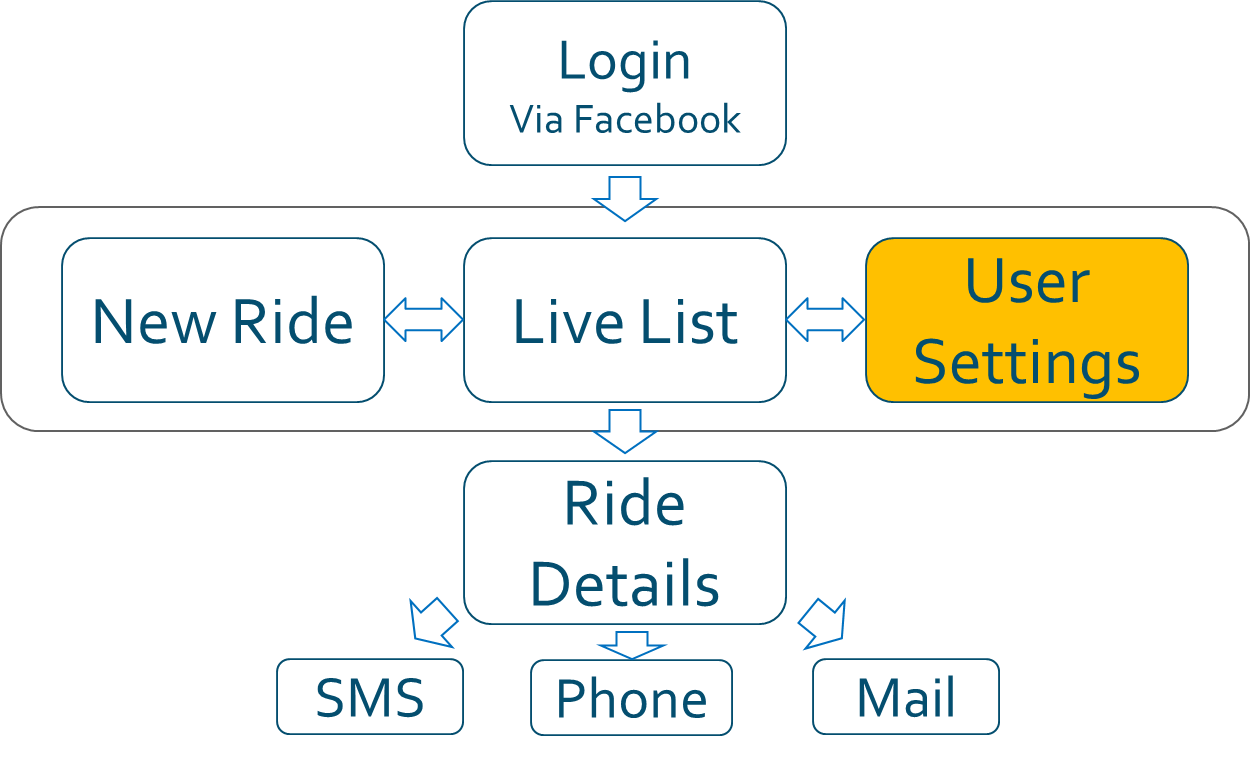 Login
Via Facebook
New Ride
Live List
User
Settings
Ride
Details
SMS
Phone
Mail